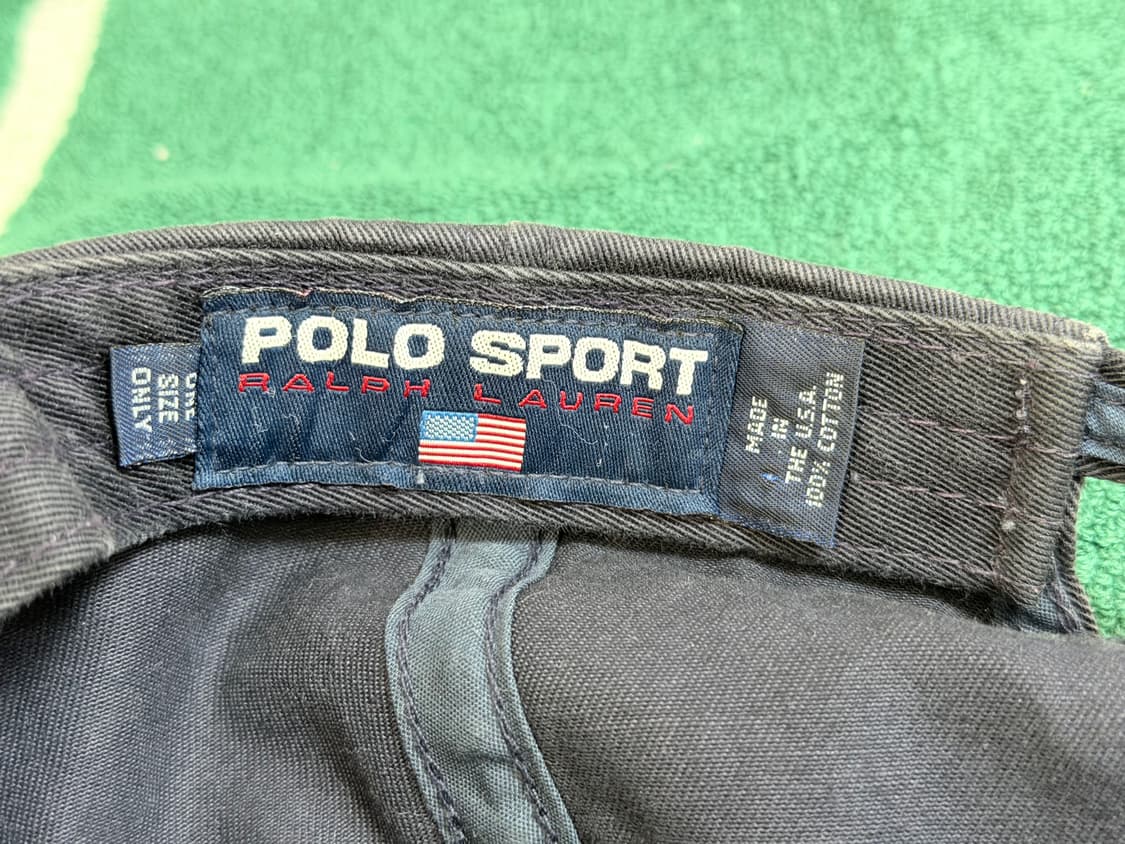 ONE
SIZE
ONLY
POLO SPORT
RALPH LAUREN
MADE
IN
THE U.S.A.
100% COTTON